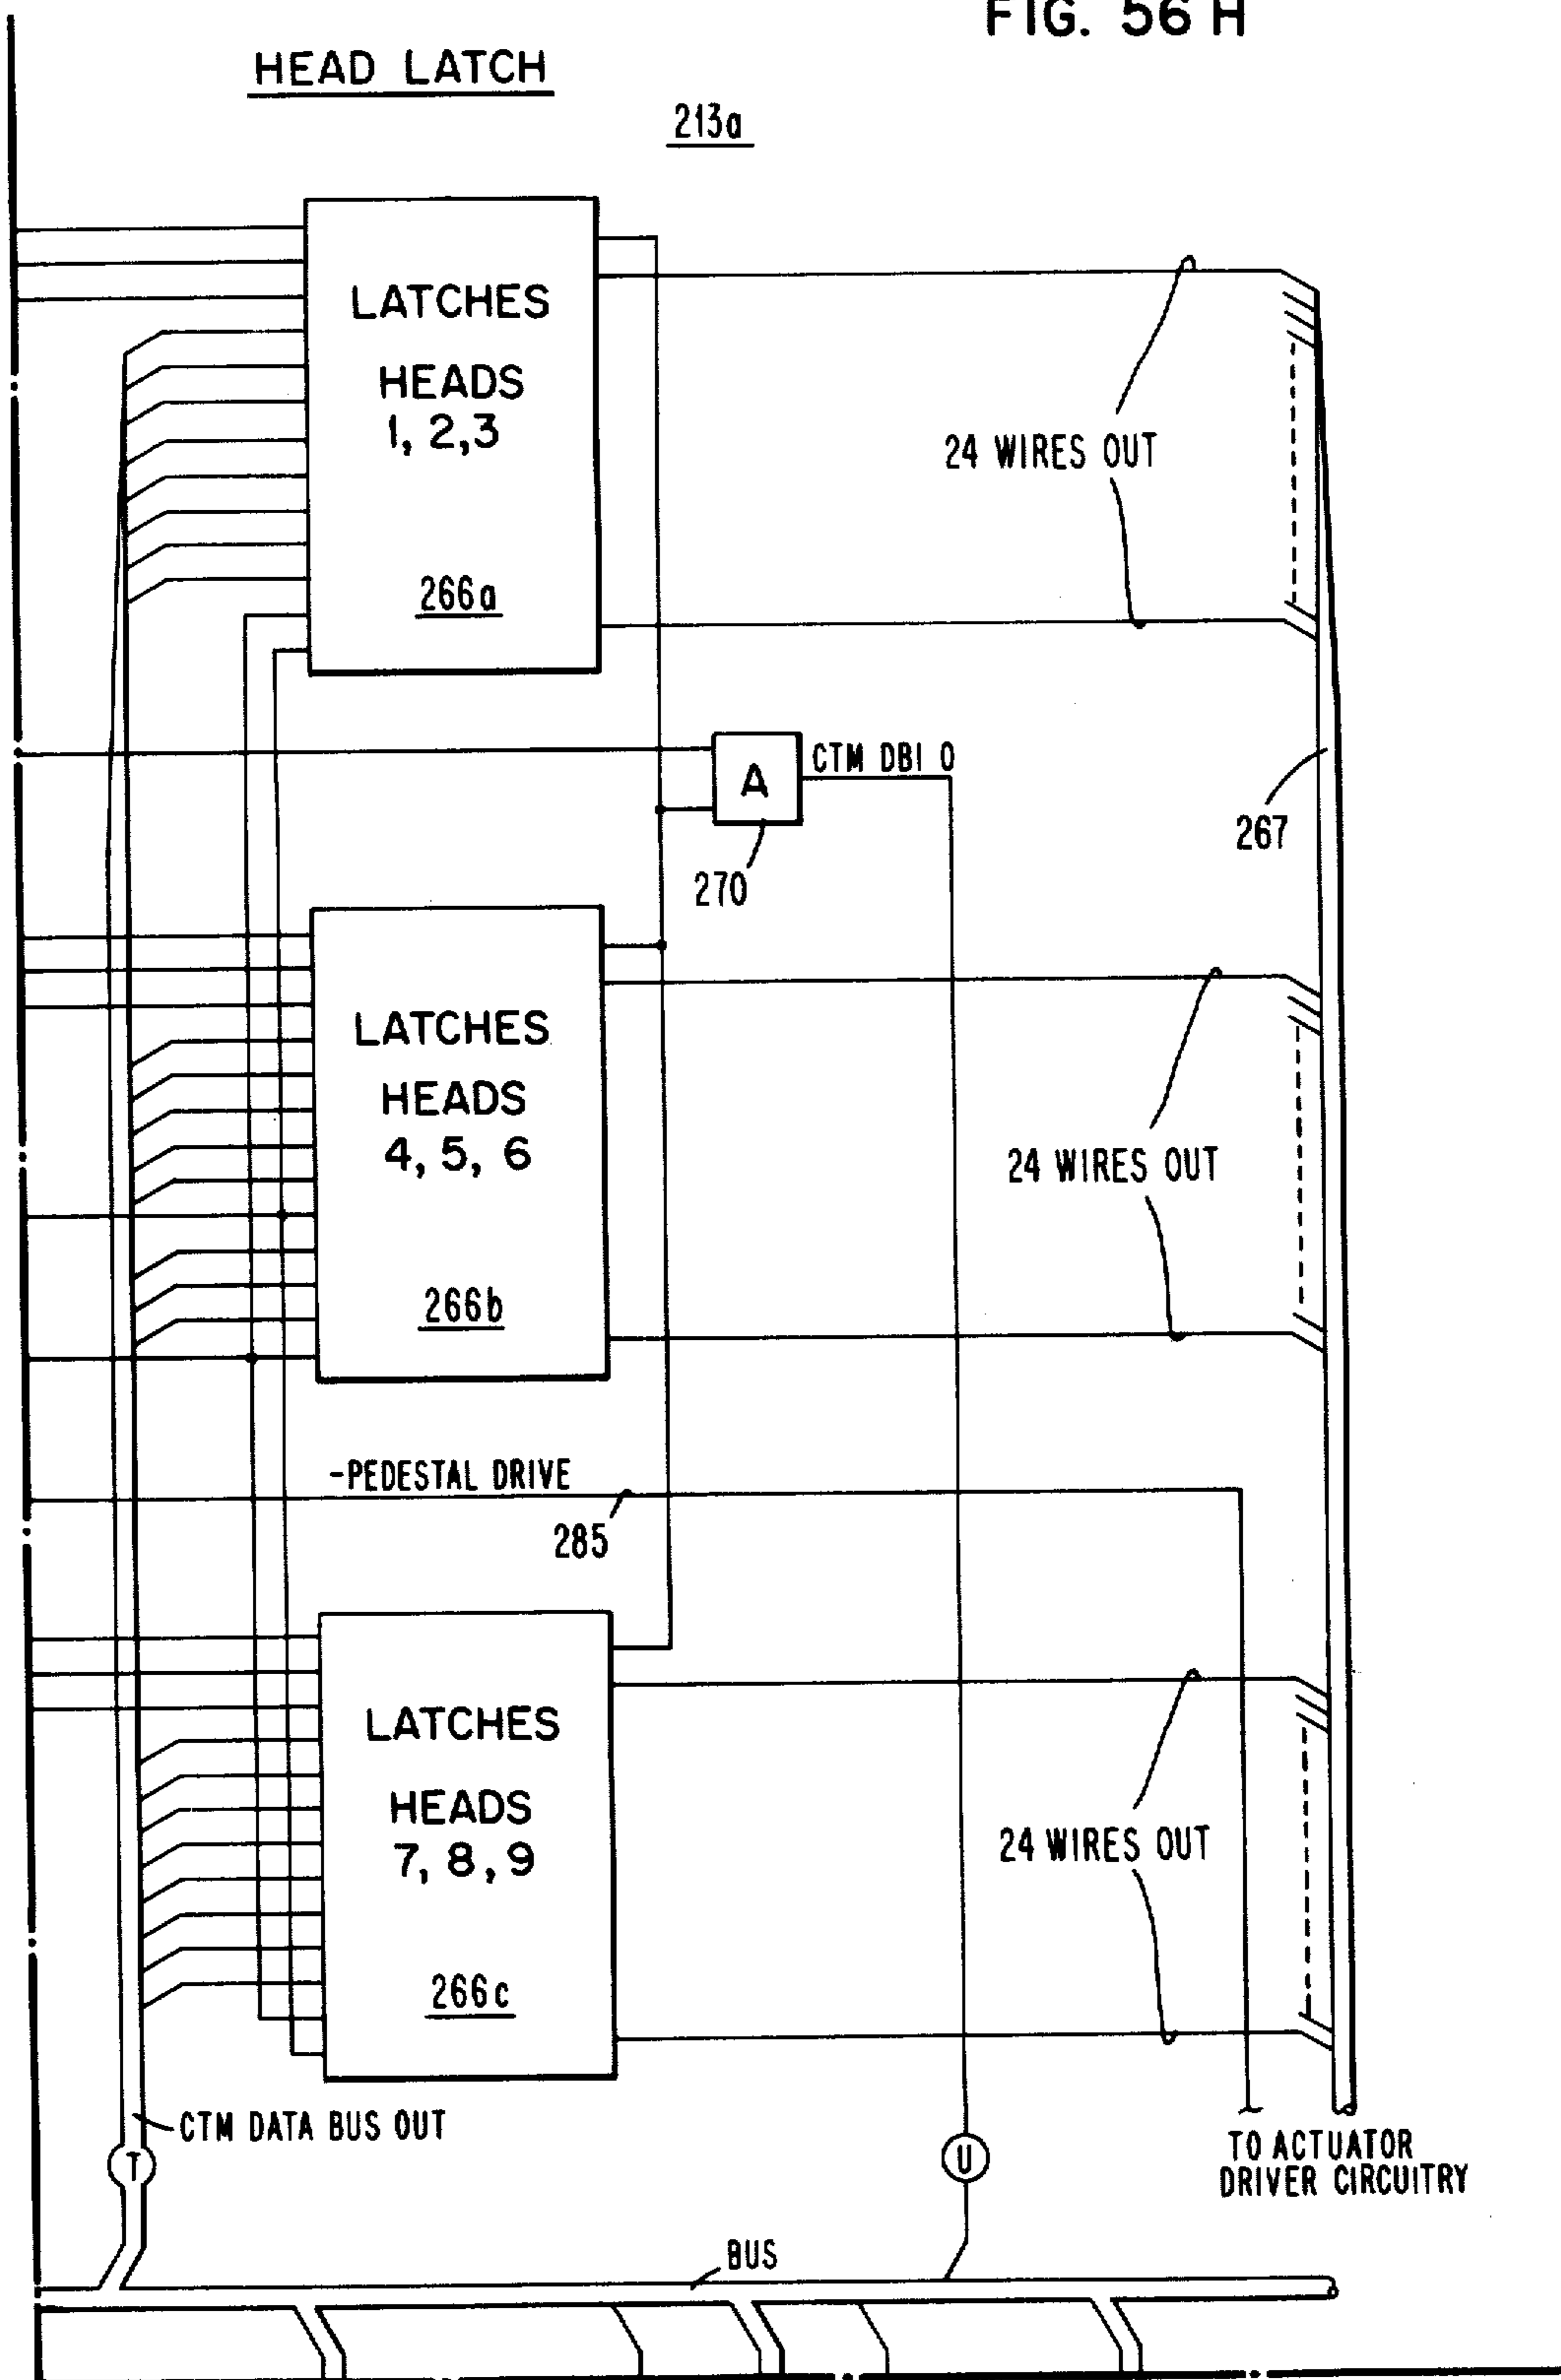 FIG. 56 H
HEAD LATCH
213a
LATCHES
HEADS
1, 2,3
266a
24 WIRES OUT
CTM DBI 0
A
270
267
LATCHES
HEADS
4, 5, 6
266b
24 WIRES OUT
-PEDESTAL DRIVE
285
LATCHES
HEADS
7, 8, 9
266c
24 WIRES OUT
CTM DATA BUS OUT
T
U
TO ACTUATOR
DRIVER CIRCUITRY
BUS